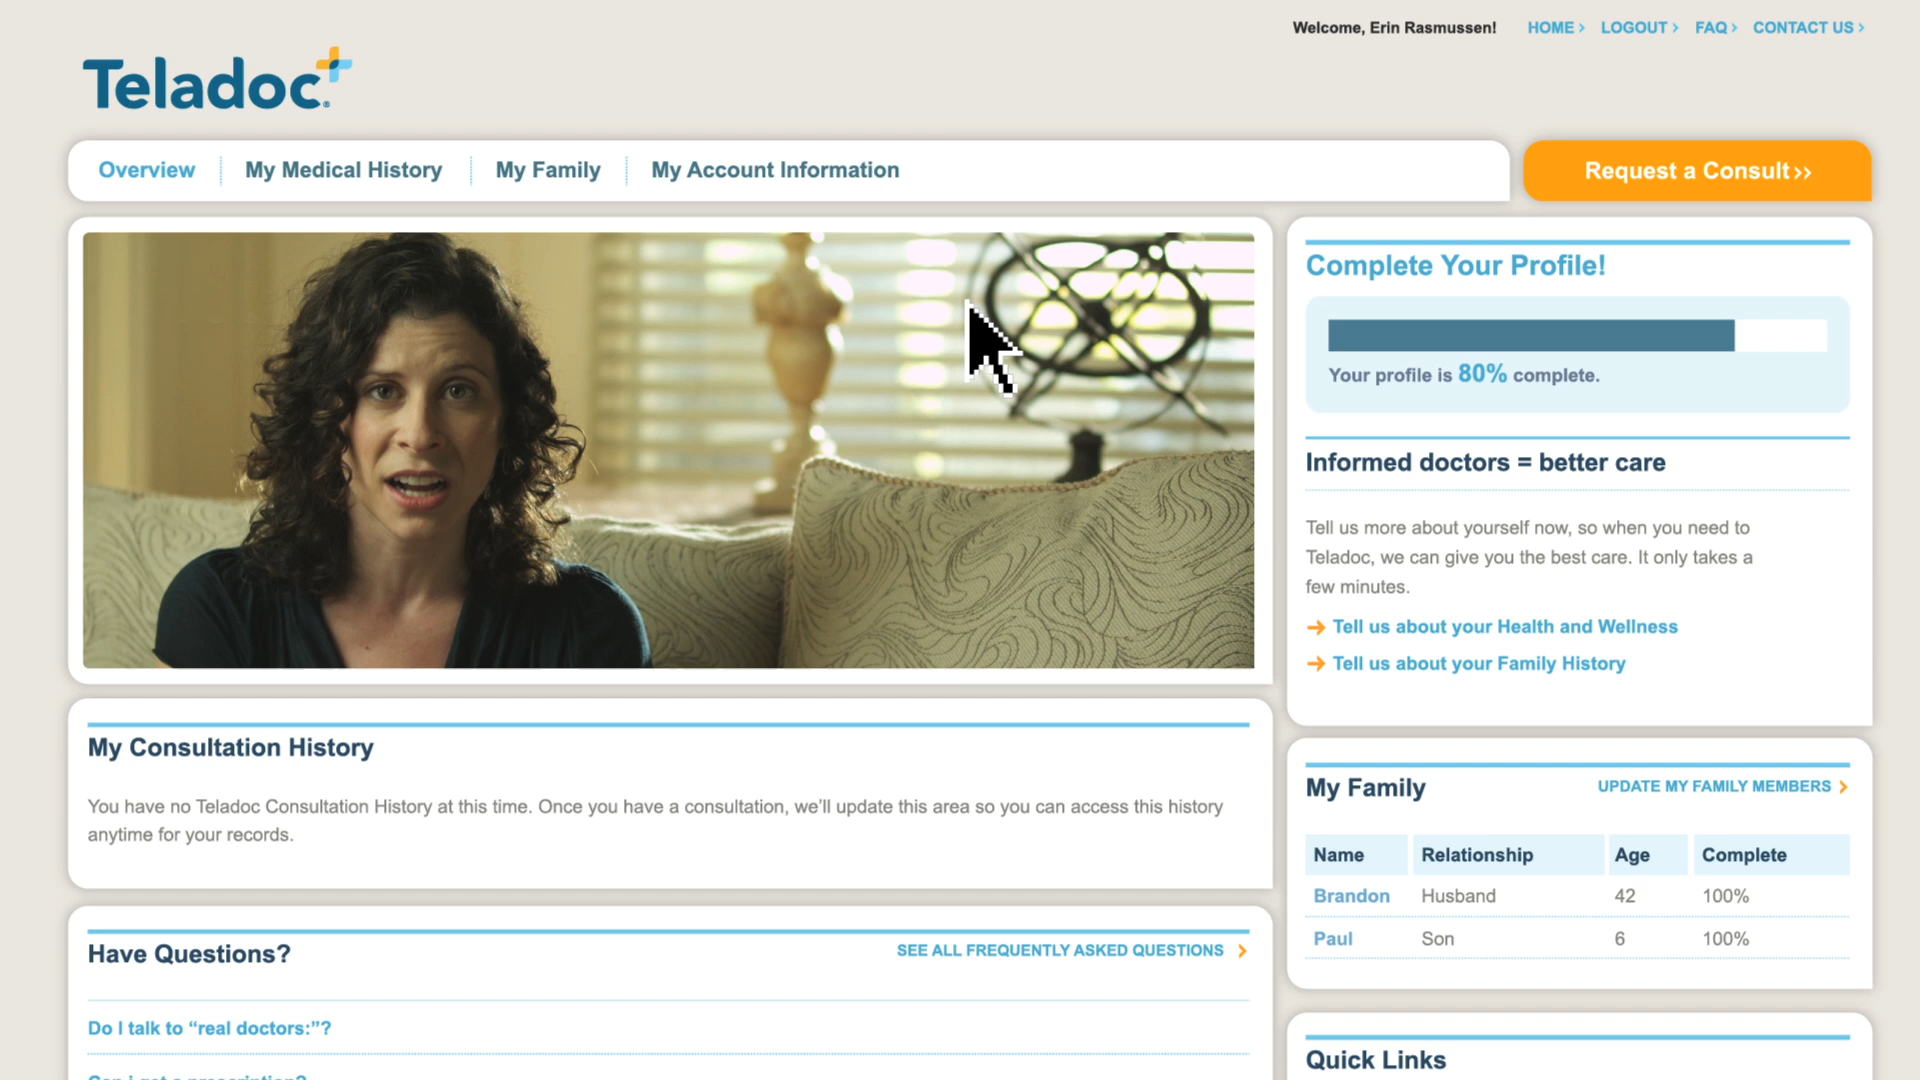 Welcome, Erin Rasmussen! HOME › LOGOUT › FAQ › CONTACT US ›
Teladoc®
Overview My Medical History My Family My Account Information
Request a Consult ››
Complete Your Profile!
Your profile is 80% complete.
Informed doctors = better care
Tell us more about yourself now, so when you need to
Teladoc, we can give you the best care. It only takes a
few minutes.
Tell us about your Health and Wellness
Tell us about your Family History
My Consultation History
You have no Teladoc Consultation History at this time. Once you have a consultation, we'll update this area so you can access this history
anytime for your records.
My Family UPDATE MY FAMILY MEMBERS ›
Name Relationship Age Complete
Brandon Husband 42 100%
Paul Son 6 100%
Have Questions? SEE ALL FREQUENTLY ASKED QUESTIONS ›
Do I talk to “real doctors:”?
Can i get a prescription?
Quick Links